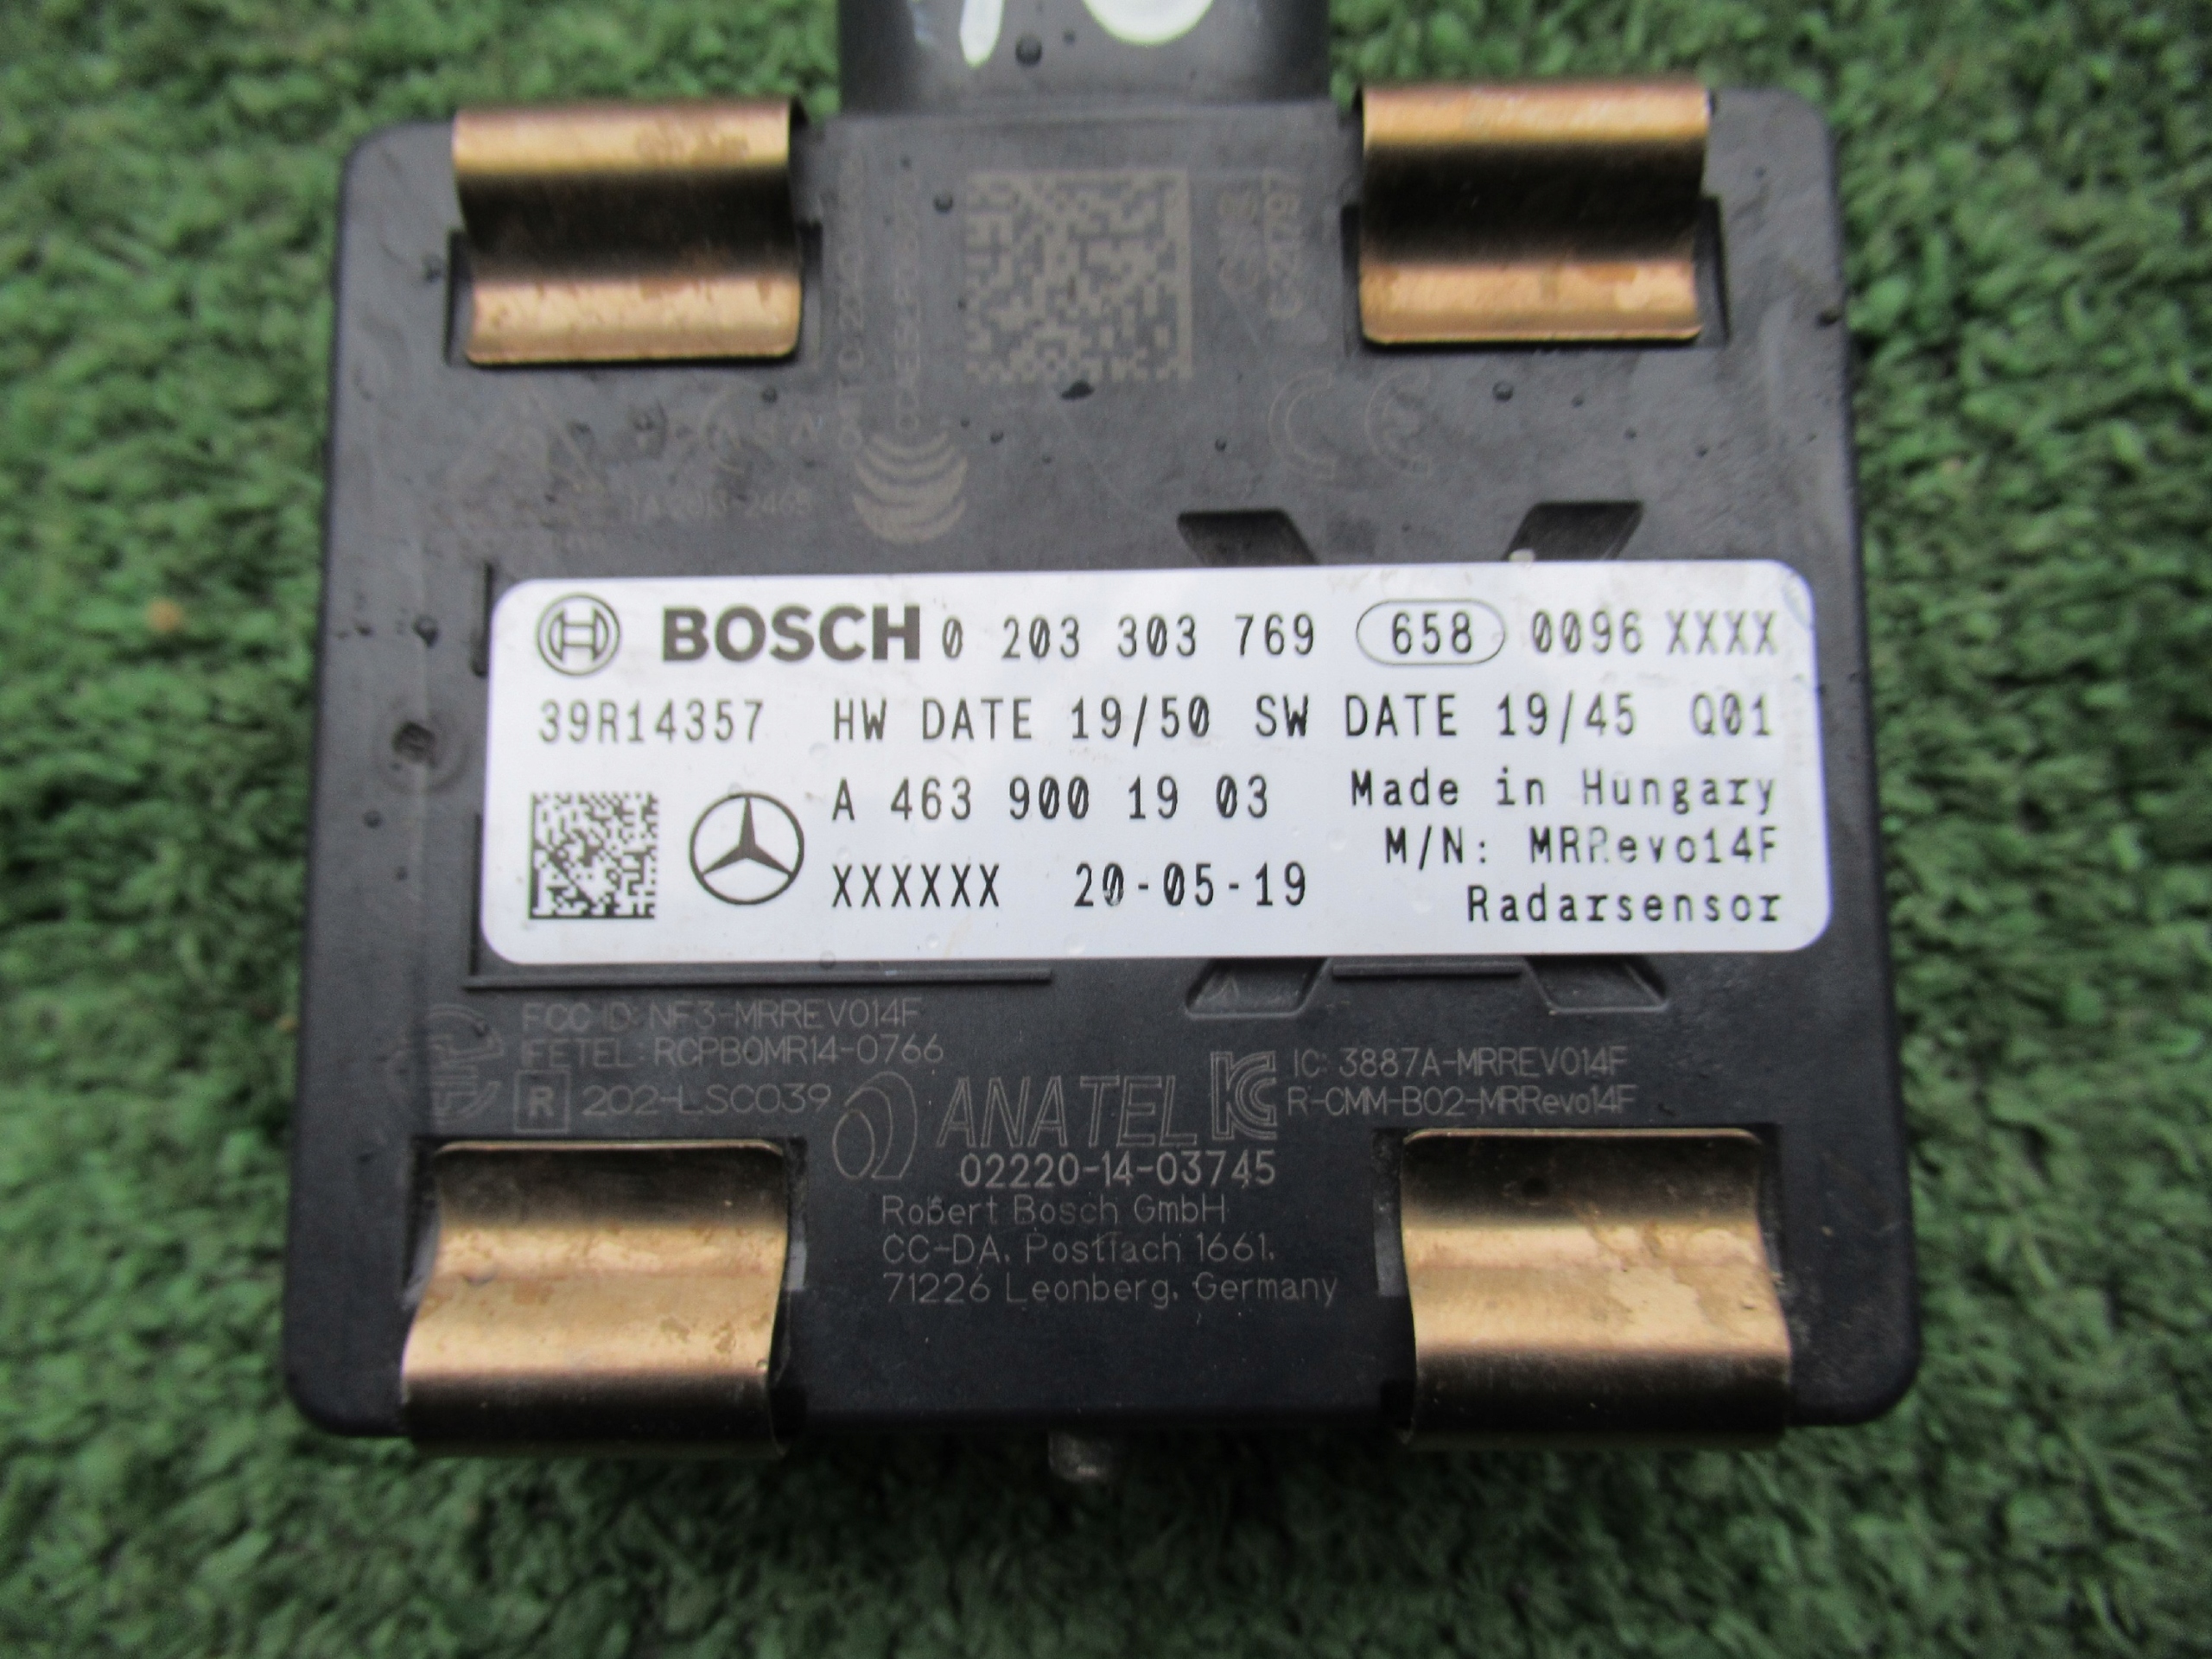 BOSCH 0 203 303 769 658 0096 XXXX
39R14357 HW DATE 19/50 SW DATE 19/45 Q01
A 463 900 19 03
XXXXXX 20-05-19
Made in Hungary
M/N: MRRevo14F
Radarsensor
FCC ID: NF3-MRREVO14F
IFETEL: RCPBOMR14-0766
R 202-LSC039
ANATEL
02220-14-03745
IC: 3887A-MRREVO14F
R-CMM-B02-MRRevo14F
Robert Bosch GmbH
CC-DA, Postfach 1661,
71226 Leonberg, Germany